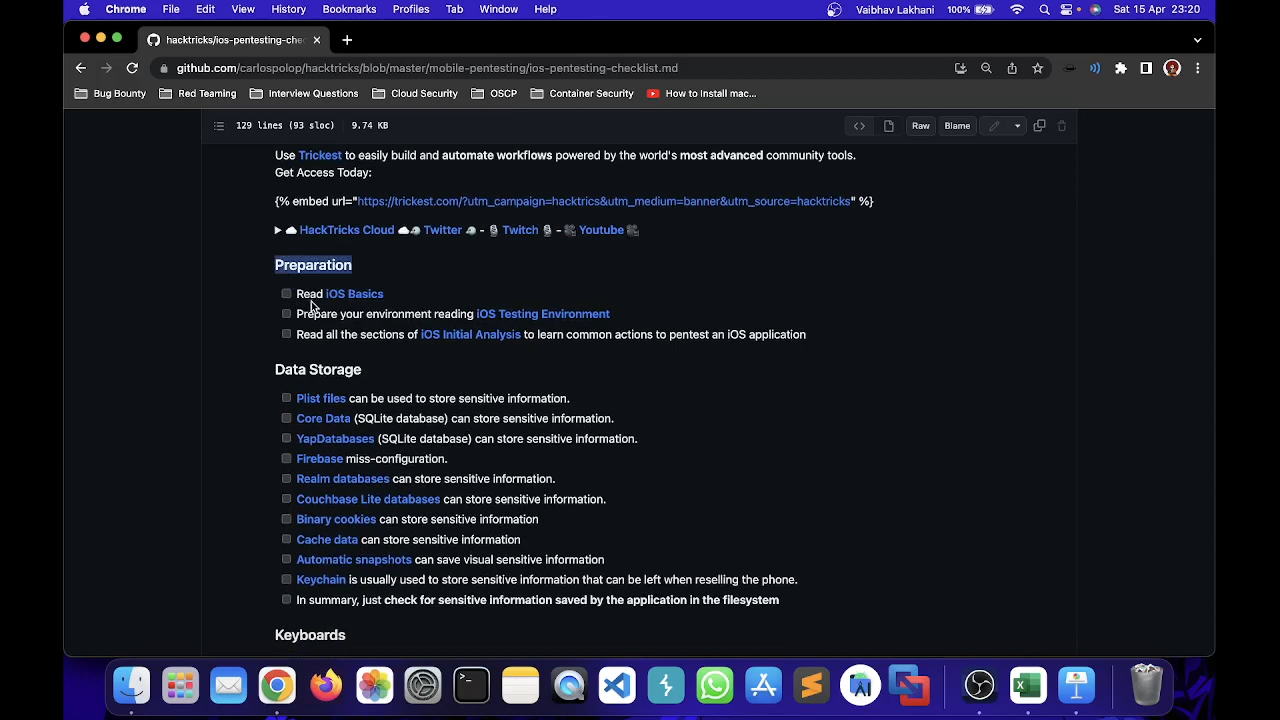 Chrome File Edit View History Bookmarks Profiles Tab Window Help Vaibhav Lakhani 100% Sat 15 Apr 23:20
hacktricks/ios-pentesting-che
github.com/carlospolop/hacktricks/blob/master/mobile-pentesting/ios-pentesting-checklist.md
Bug Bounty Red Teaming Interview Questions Cloud Security OSCP Container Security How to Install mac...
129 lines (93 sloc) 9.74 KB Raw Blame
Use Trickest to easily build and automate workflows powered by the world's most advanced community tools.
Get Access Today:
{% embed url="https://trickest.com/?utm_campaign=hacktrics&utm_medium=banner&utm_source=hacktricks" %}
HackTricks Cloud Twitter - Twitch - Youtube
Preparation
Read iOS Basics
Prepare your environment reading iOS Testing Environment
Read all the sections of iOS Initial Analysis to learn common actions to pentest an iOS application
Data Storage
Plist files can be used to store sensitive information.
Core Data (SQLite database) can store sensitive information.
YapDatabases (SQLite database) can store sensitive information.
Firebase miss-configuration.
Realm databases can store sensitive information.
Couchbase Lite databases can store sensitive information.
Binary cookies can store sensitive information
Cache data can store sensitive information
Automatic snapshots can save visual sensitive information
Keychain is usually used to store sensitive information that can be left when reselling the phone.
In summary, just check for sensitive information saved by the application in the filesystem
Keyboards